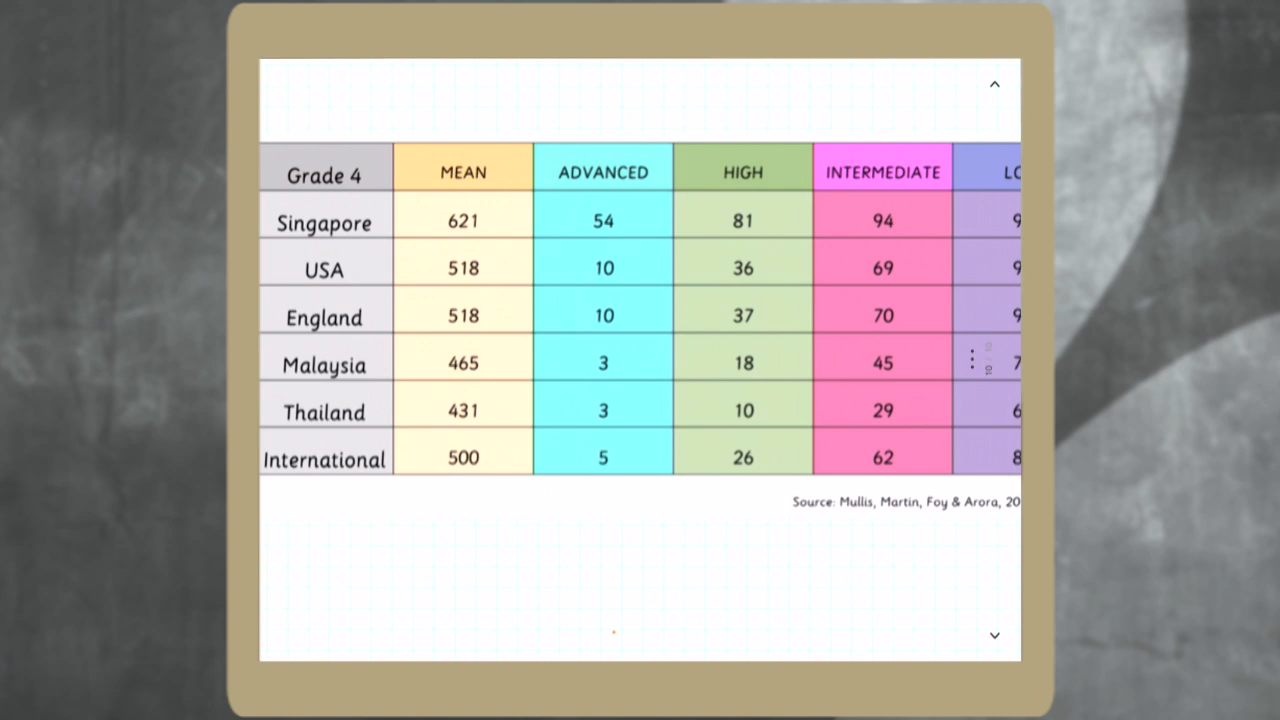 Grade 4 MEAN ADVANCED HIGH INTERMEDIATE
Singapore 621 54 81 94
USA 518 10 36 69
England 518 10 37 70
Malaysia 465 3 18 45
Thailand 431 3 10 29
International 500 5 26 62
Source: Mullis, Martin, Foy & Arora, 20